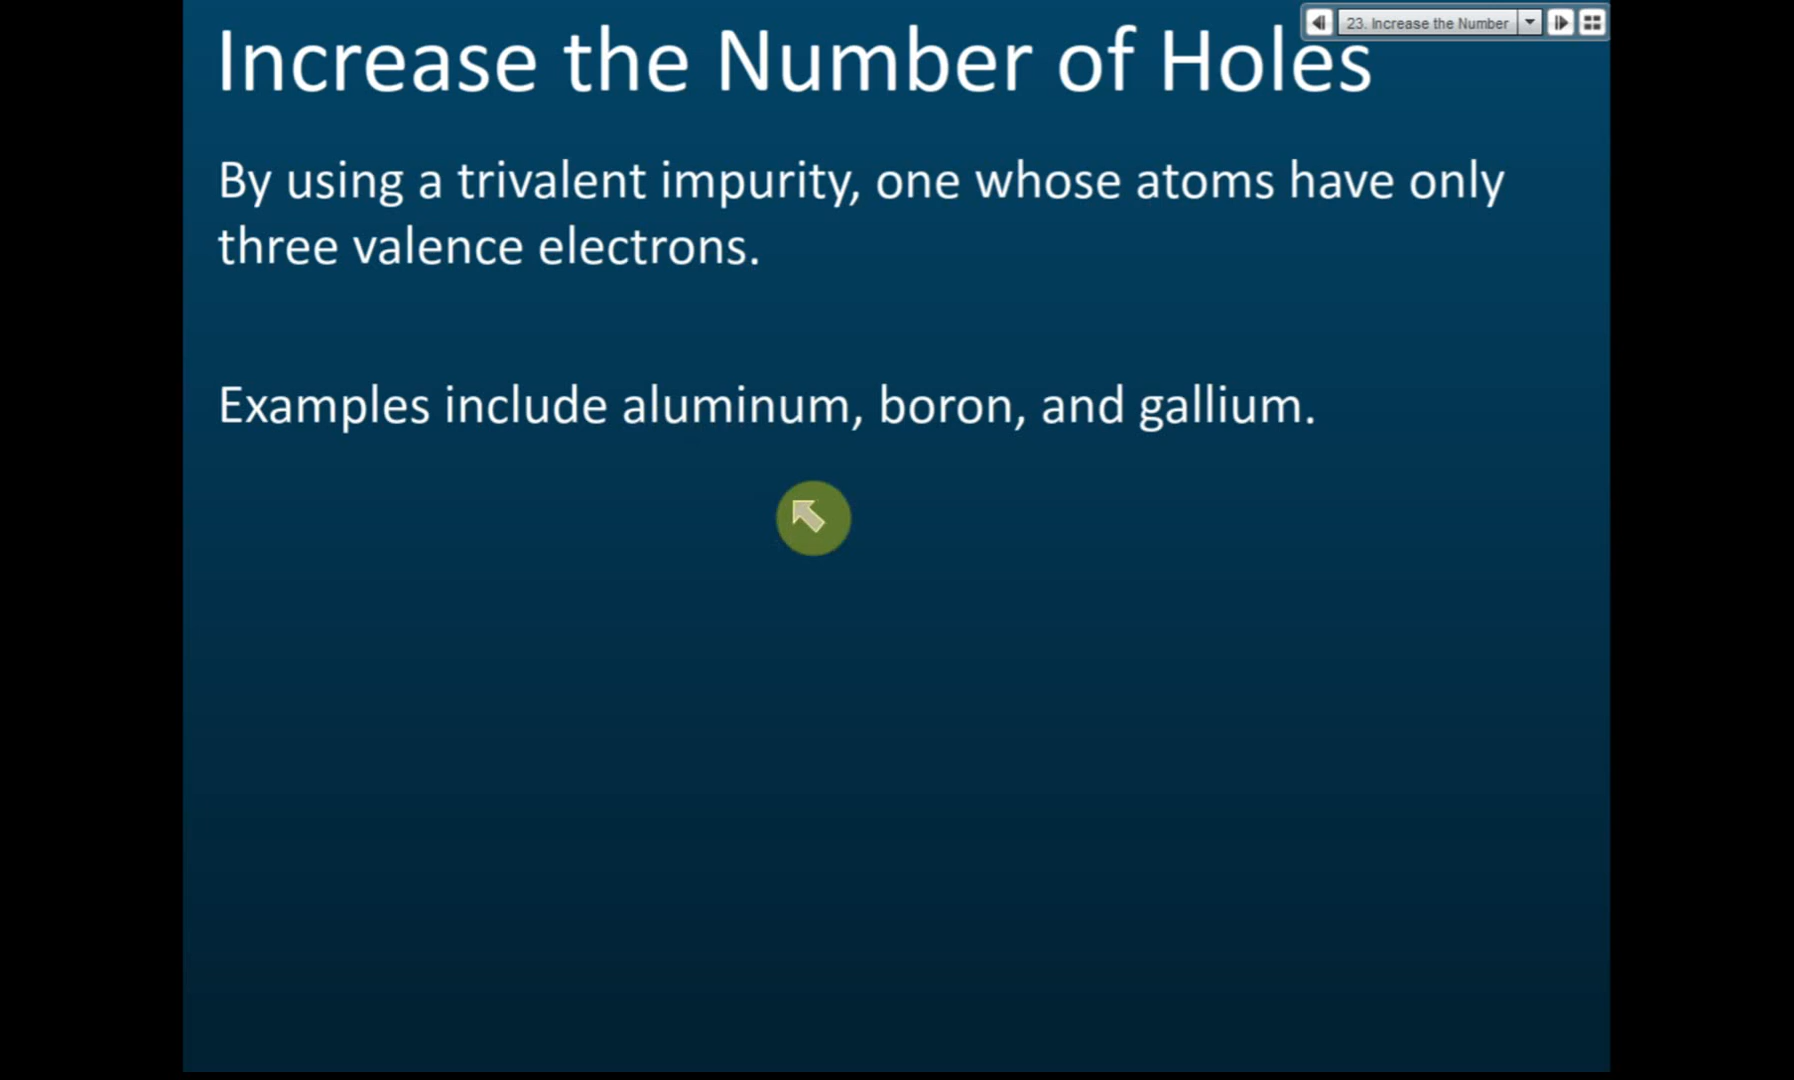 Increase the Number of Holes
23. Increase the Number
By using a trivalent impurity, one whose atoms have only
three valence electrons.
Examples include aluminum, boron, and gallium.